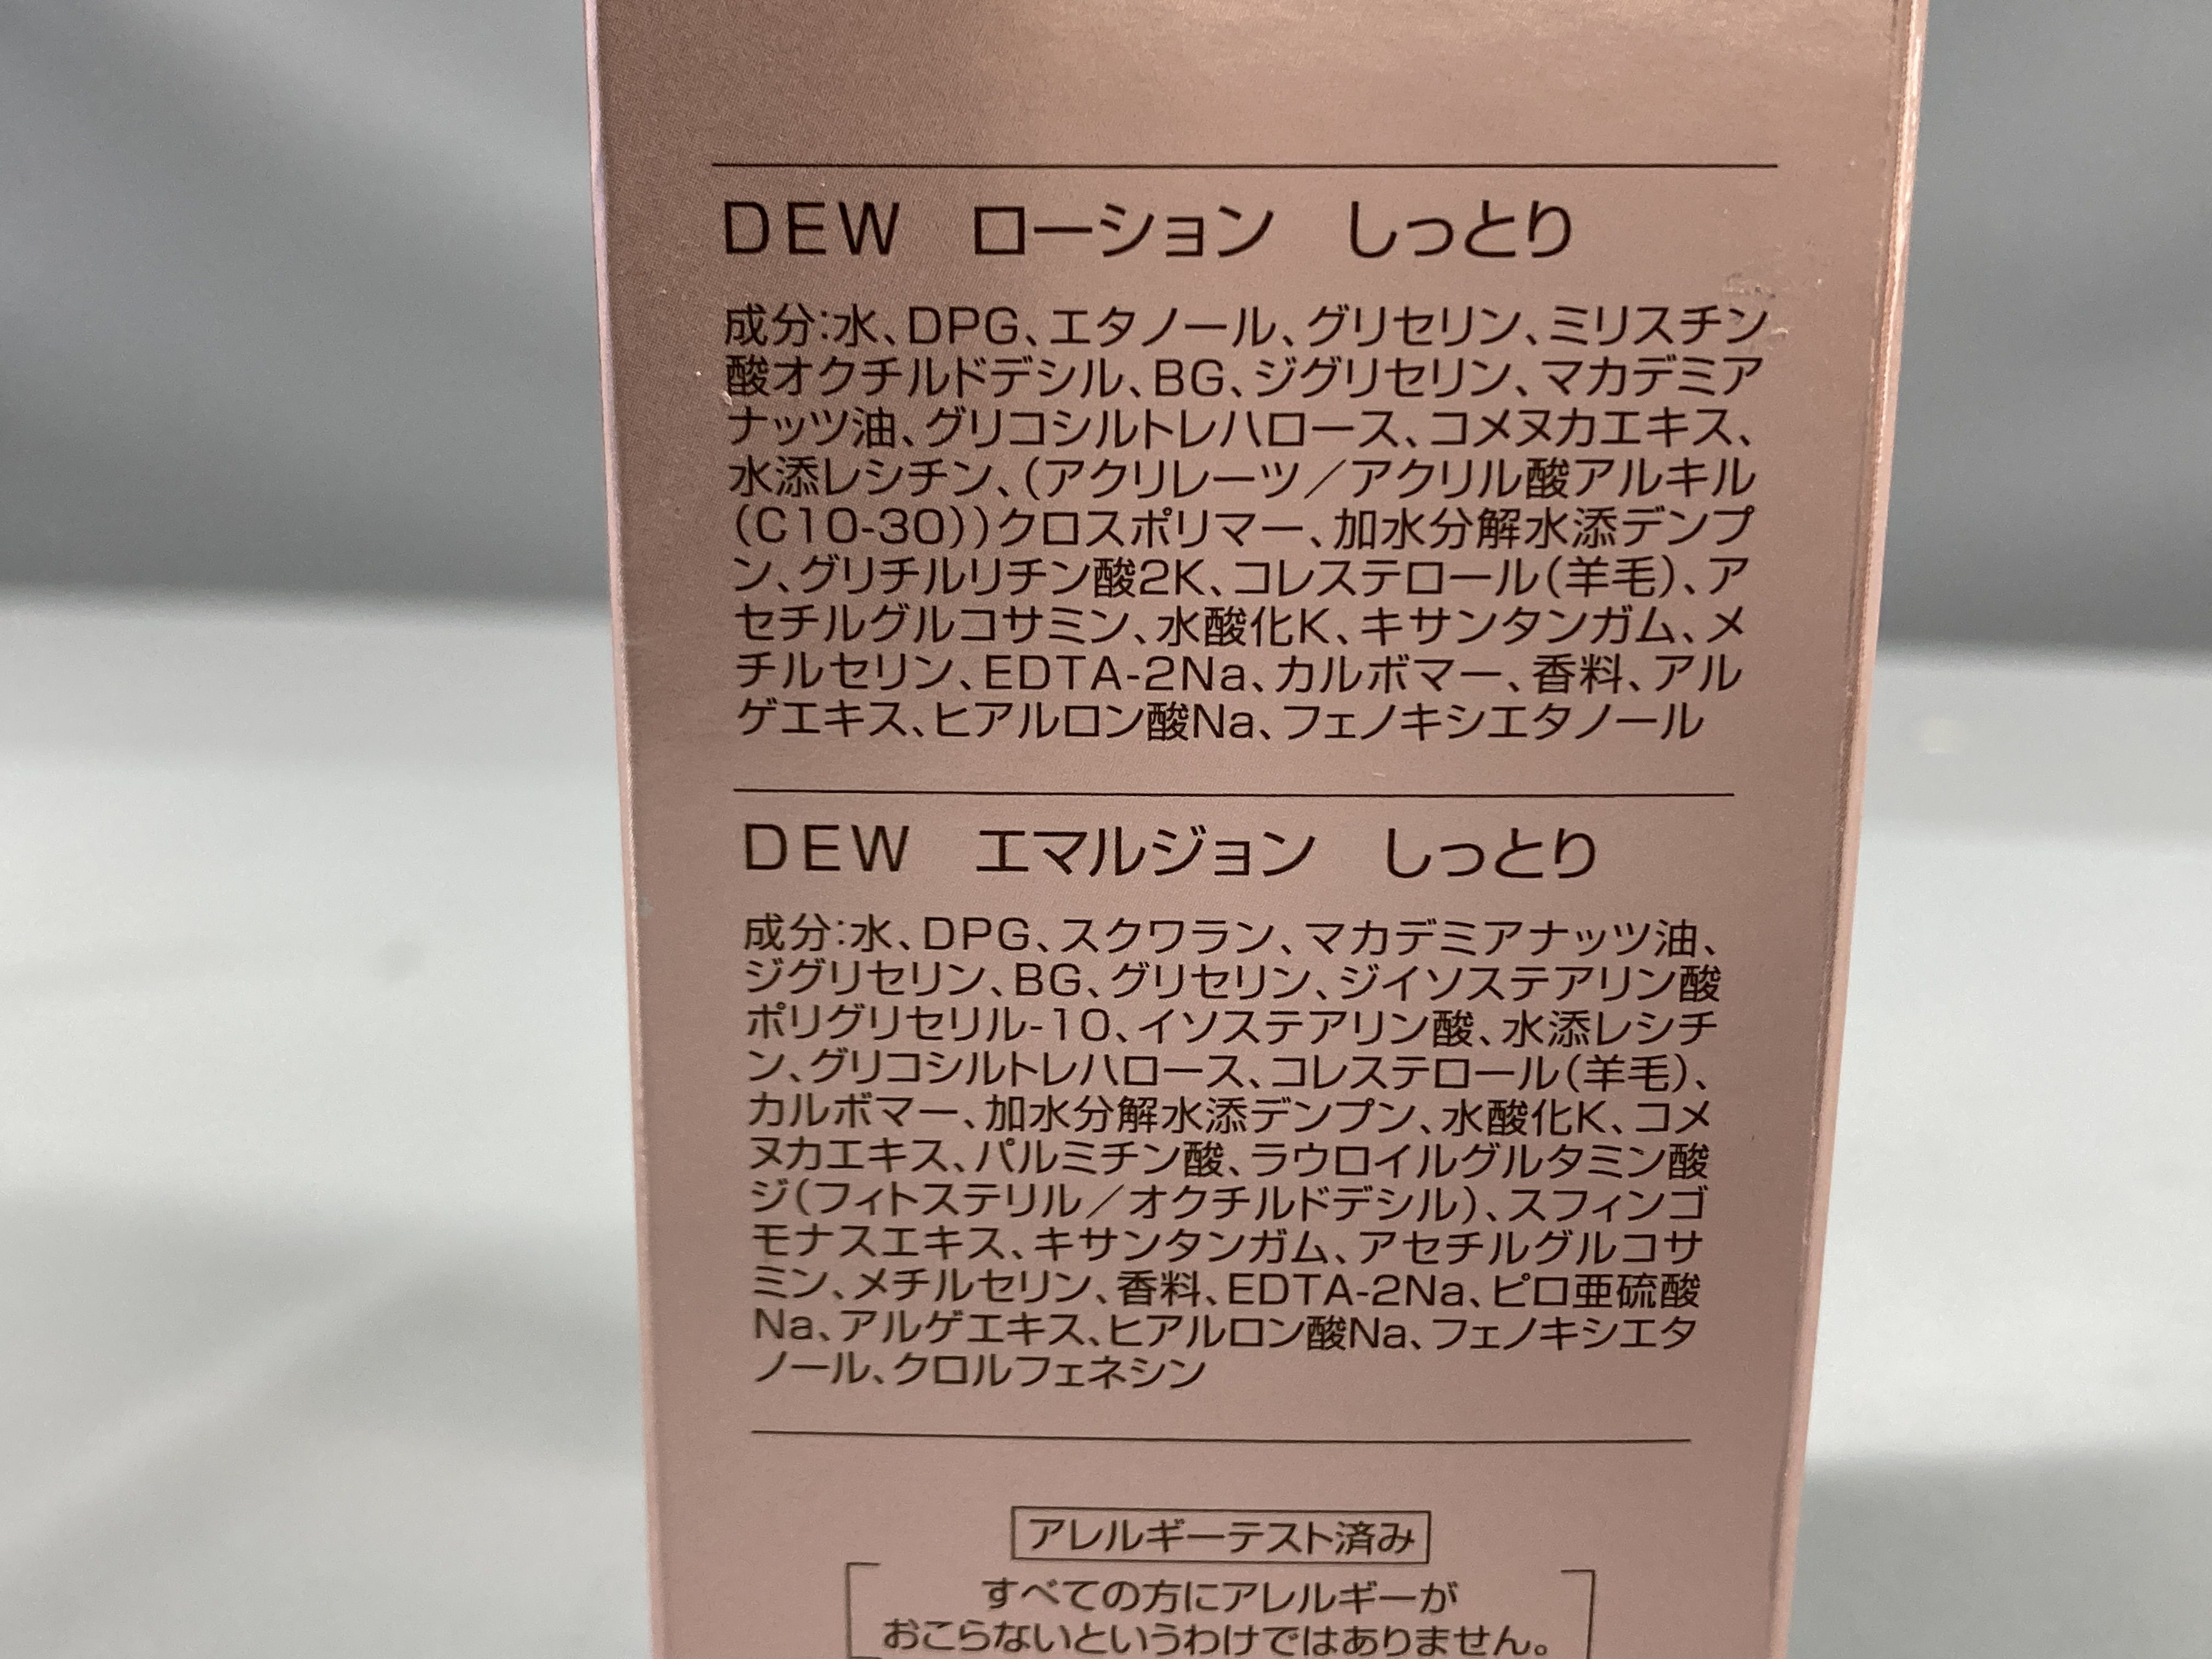 DEW ローション しっとり
成分：水、DPG、エタノール、グリセリン、ミリスチン
酸オクチルドデシル、BG、ジグリセリン、マカデミア
ナッツ油、グリコシルトレハロース、コメヌカエキス、
水添レシチン、（アクリレーツ／アクリル酸アルキル
（C10-30））クロスポリマー、加水分解水添デンプ
ン、グリチルリチン酸2K、コレステロール（羊毛）、ア
セチルグルコサミン、水酸化K、キサンタンガム、メ
チルセリン、EDTA-2Na、カルボマー、香料、アル
ゲエキス、ヒアルロン酸Na、フェノキシエタノール
DEW エマルジョン しっとり
成分：水、DPG、スクワラン、マカデミアナッツ油、
ジグリセリン、BG、グリセリン、ジイソステアリン酸
ポリグリセリル-10、イソステアリン酸、水添レシチ
ン、グリコシルトレハロース、コレステロール（羊毛）、
カルボマー、加水分解水添デンプン、水酸化K、コメ
ヌカエキス、パルミチン酸、ラウロイルグルタミン酸
ジ（フィトステリル／オクチルドデシル）、スフィンゴ
モナスエキス、キサンタンガム、アセチルグルコサ
ミン、メチルセリン、香料、EDTA-2Na、ピロ亜硫酸
Na、アルゲエキス、ヒアルロン酸Na、フェノキシエタ
ノール、クロルフェネシン
アレルギーテスト済み
すべての方にアレルギーが
おこらないというわけではありません。